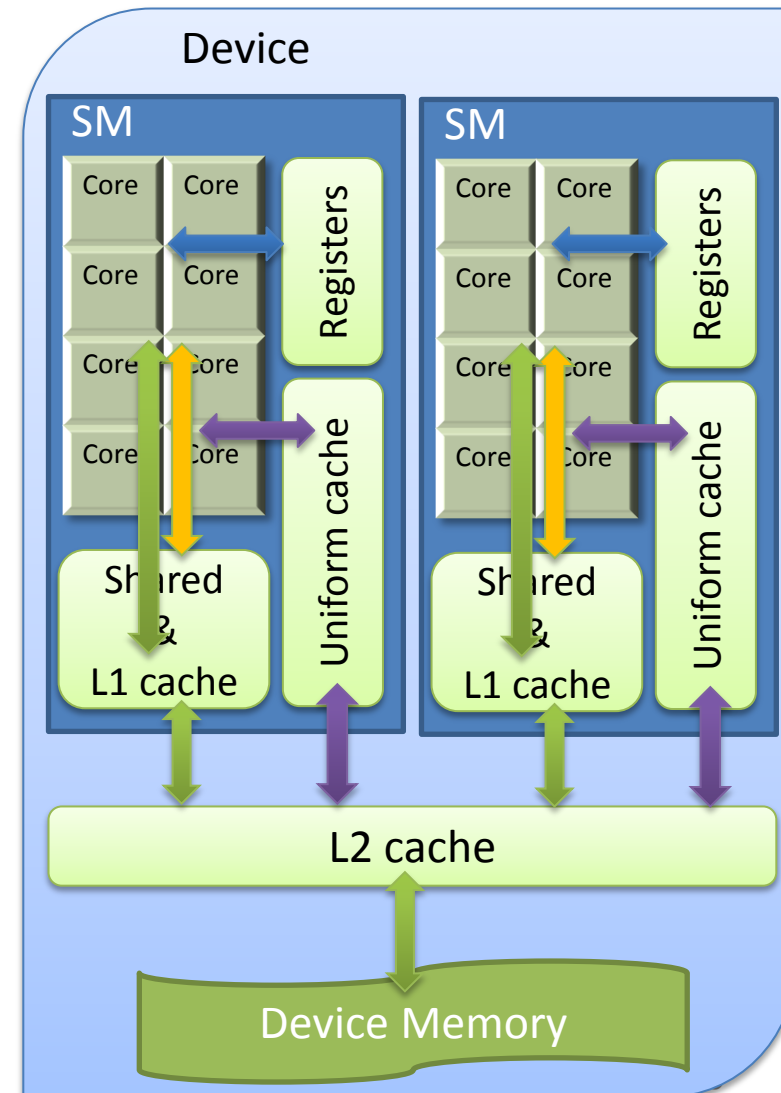 Device
SM
Core Core
Core Core
Core Core
Core Core
Registers
Uniform cache
Shared
&
L1 cache
SM
Core Core
Core Core
Core Core
Core Core
Registers
Uniform cache
Shared
&
L1 cache
L2 cache
Device Memory